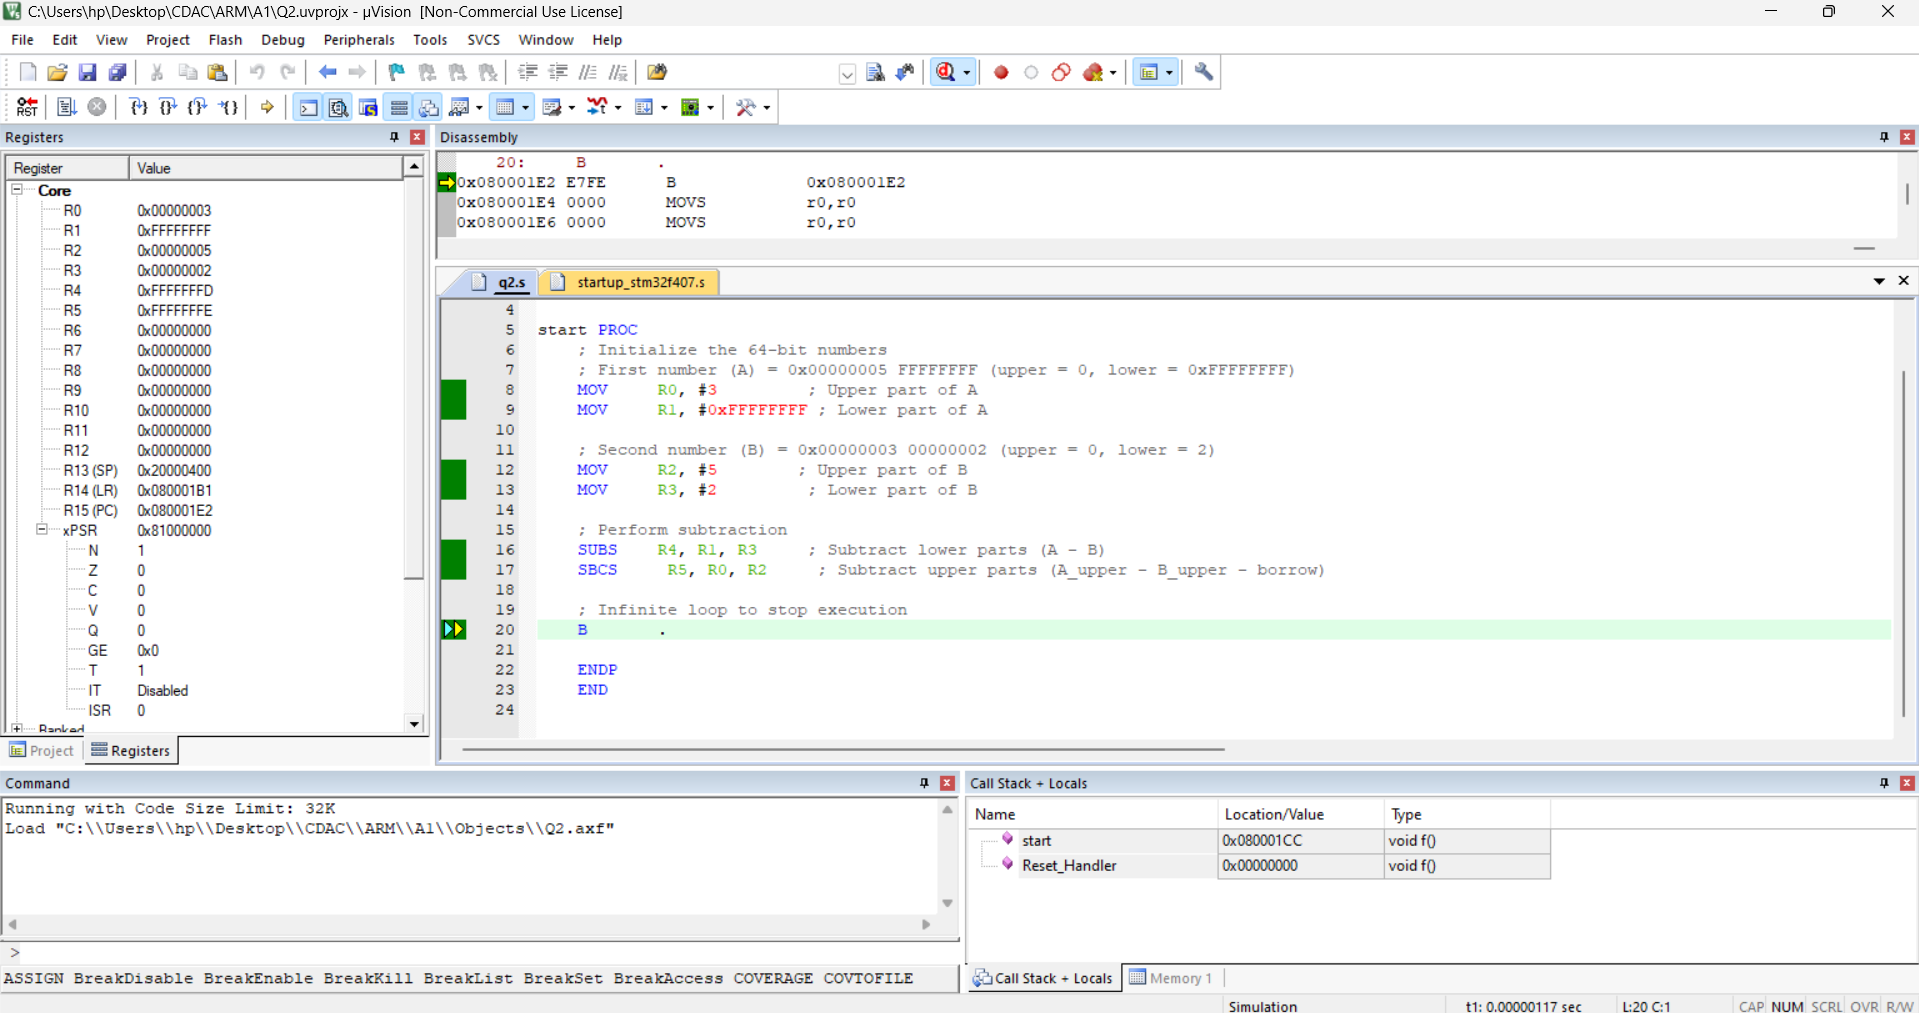 C:\Users\hp\Desktop\CDAC\ARM\A1\Q2.uvprojx - µVision [Non-Commercial Use License]
File Edit View Project Flash Debug Peripherals Tools SVCS Window Help
RST
Registers
Register Value
Core
R0 0x00000003
R1 0xFFFFFFFF
R2 0x00000005
R3 0x00000002
R4 0xFFFFFFFD
R5 0xFFFFFFFE
R6 0x00000000
R7 0x00000000
R8 0x00000000
R9 0x00000000
R10 0x00000000
R11 0x00000000
R12 0x00000000
R13 (SP) 0x20000400
R14 (LR) 0x080001B1
R15 (PC) 0x080001E2
xPSR 0x81000000
N 1
Z 0
C 0
V 0
Q 0
GE 0x0
T 1
IT Disabled
ISR 0
Banked
Project Registers
Disassembly
20: B .
0x080001E2 E7FE B 0x080001E2
0x080001E4 0000 MOVS r0,r0
0x080001E6 0000 MOVS r0,r0
q2.s startup_stm32f407.s
4
5 start PROC
6 ; Initialize the 64-bit numbers
7 ; First number (A) = 0x00000005 FFFFFFFF (upper = 0, lower = 0xFFFFFFFF)
8 MOV R0, #3 ; Upper part of A
9 MOV R1, #0xFFFFFFFF ; Lower part of A
10
11 ; Second number (B) = 0x00000003 00000002 (upper = 0, lower = 2)
12 MOV R2, #5 ; Upper part of B
13 MOV R3, #2 ; Lower part of B
14
15 ; Perform subtraction
16 SUBS R4, R1, R3 ; Subtract lower parts (A - B)
17 SBCS R5, R0, R2 ; Subtract upper parts (A_upper - B_upper - borrow)
18
19 ; Infinite loop to stop execution
20 B .
21
22 ENDP
23 END
24
Command
Running with Code Size Limit: 32K
Load "C:\\Users\\hp\\Desktop\\CDAC\\ARM\\A1\\Objects\\Q2.axf"
>
ASSIGN BreakDisable BreakEnable BreakKill BreakList BreakSet BreakAccess COVERAGE COVTOFILE
Call Stack + Locals
Name Location/Value Type
start 0x080001CC void f()
Reset_Handler 0x00000000 void f()
Call Stack + Locals Memory 1
Simulation t1: 0.00000117 sec L:20 C:1 CAP NUM SCRL OVR R/W